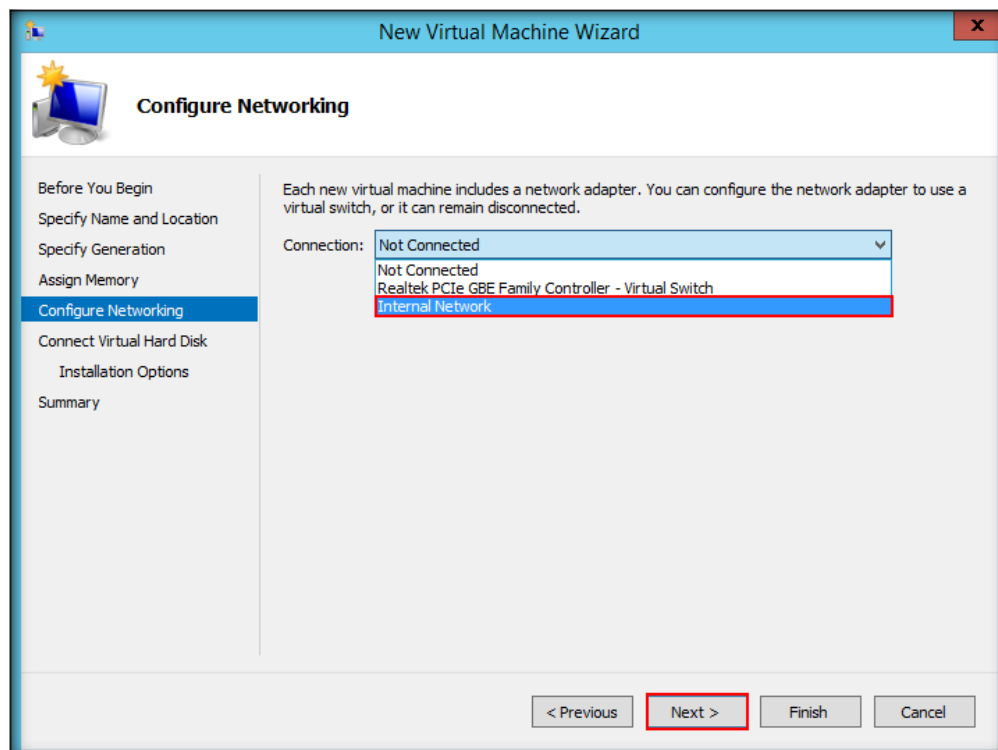 New Virtual Machine Wizard
x
Configure Networking
Before You Begin
Specify Name and Location
Specify Generation
Assign Memory
Configure Networking
Connect Virtual Hard Disk
Installation Options
Summary
Each new virtual machine includes a network adapter. You can configure the network adapter to use a
virtual switch, or it can remain disconnected.
Connection: Not Connected
Not Connected
Realtek PCIe GBE Family Controller - Virtual Switch
Internal Network
< Previous Next > Finish Cancel